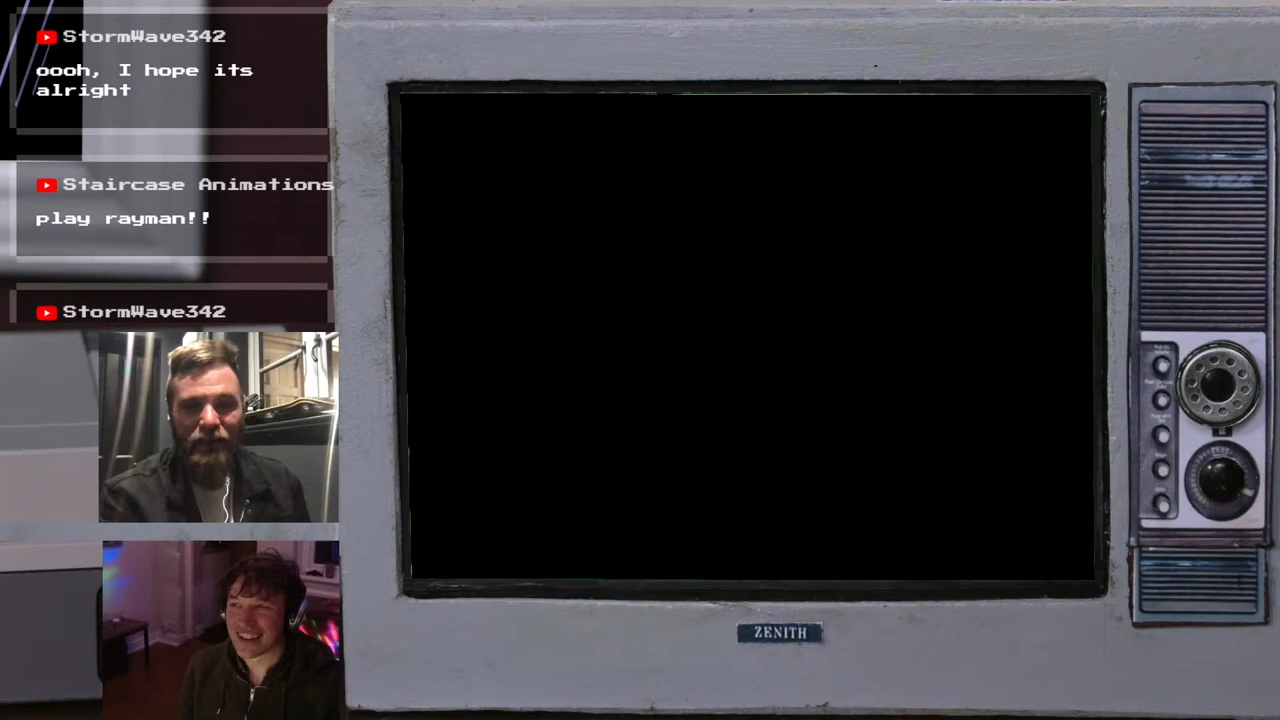 StormWave342
oooh, I hope its
alright
Staircase Animations
play rayman!!
StormWave342
ZENITH